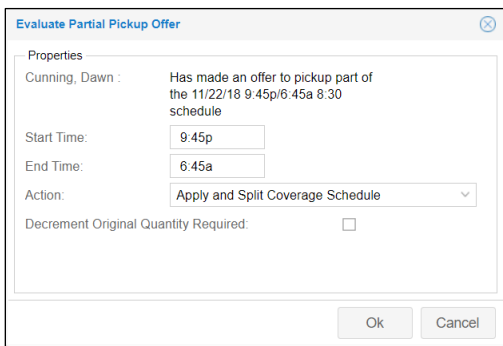 Evaluate Partial Pickup Offer
Properties
Cunning, Dawn : Has made an offer to pickup part of
the 11/22/18 9:45p/6:45a 8:30
schedule
Start Time: 9:45p
End Time: 6:45a
Action: Apply and Split Coverage Schedule
Decrement Original Quantity Required:
Ok Cancel